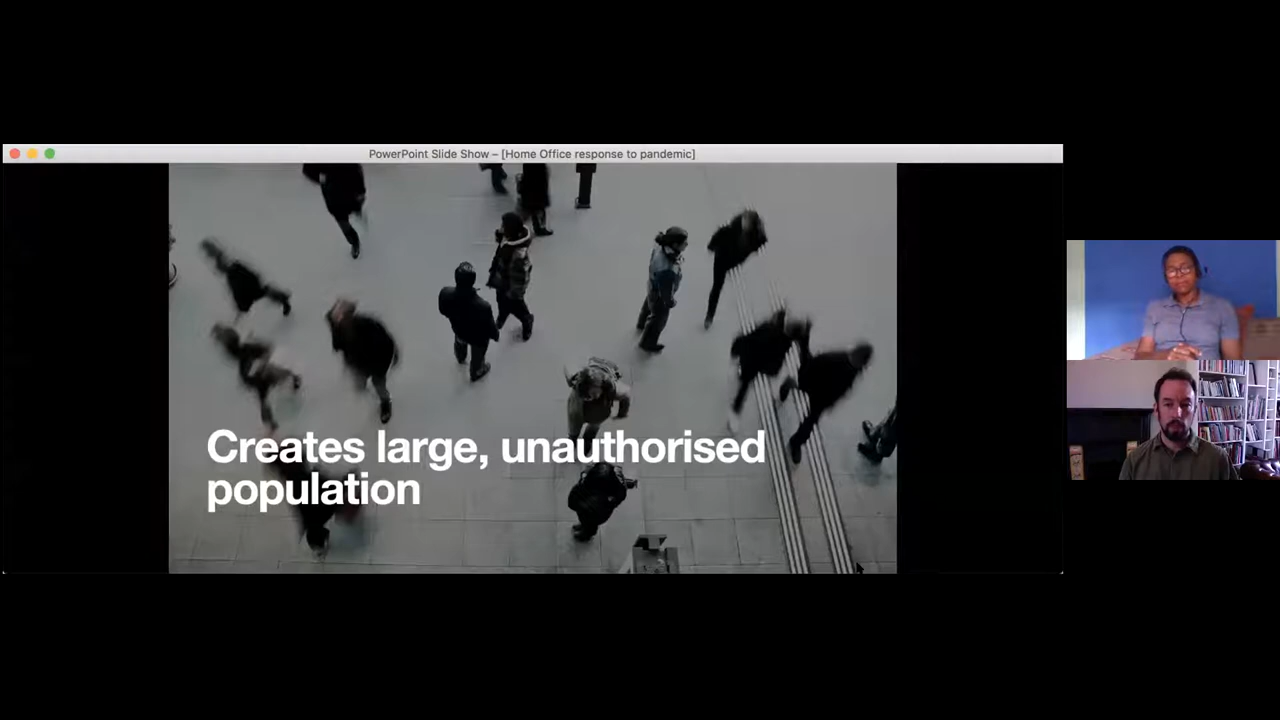 PowerPoint Slide Show – [Home Office response to pandemic]
Creates large, unauthorised
population